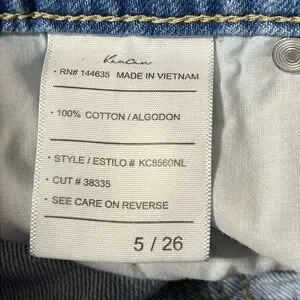 KanCan
· RN# 144635 MADE IN VIETNAM
· 100% COTTON / ALGODON
· STYLE / ESTILO # KC8560NL
· CUT # 38335
· SEE CARE ON REVERSE
5 / 26